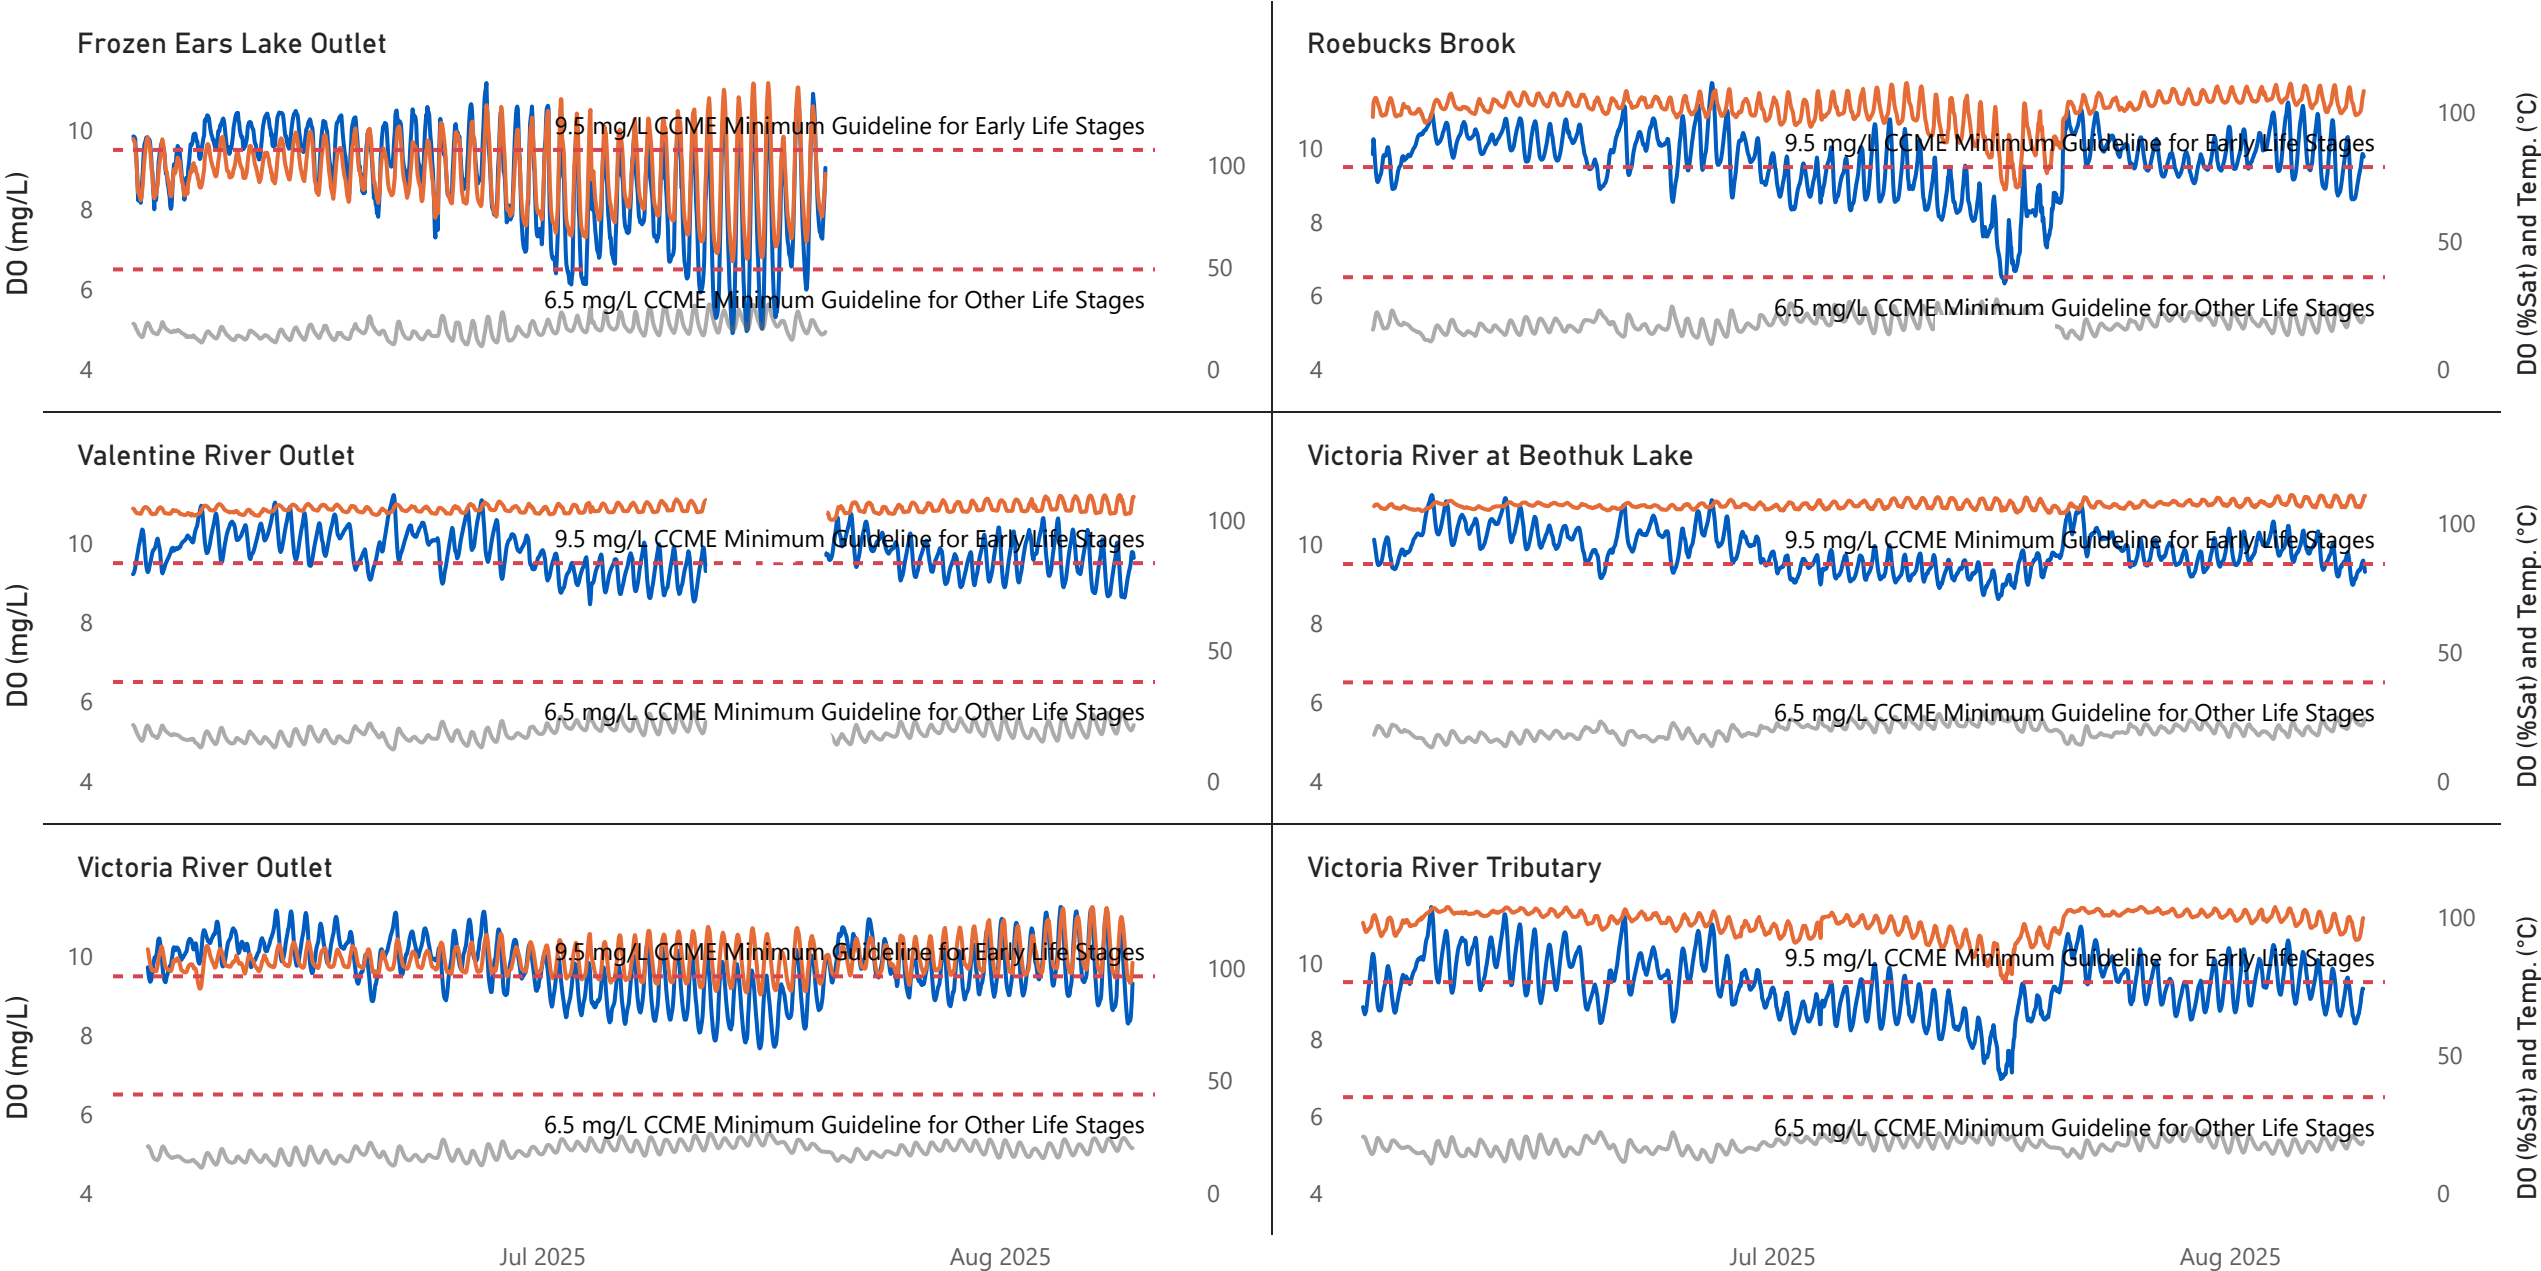 Frozen Ears Lake Outlet
DO (mg/L)
10
8
6
4
9.5 mg/L CCME Minimum Guideline for Early Life Stages
6.5 mg/L CCME Minimum Guideline for Other Life Stages
100
50
0
Roebucks Brook
10
8
6
4
9.5 mg/L CCME Minimum Guideline for Early Life Stages
6.5 mg/L CCME Minimum Guideline for Other Life Stages
100
50
0
DO (%Sat) and Temp. (°C)
Valentine River Outlet
DO (mg/L)
10
8
6
4
9.5 mg/L CCME Minimum Guideline for Early Life Stages
6.5 mg/L CCME Minimum Guideline for Other Life Stages
100
50
0
Victoria River at Beothuk Lake
10
8
6
4
9.5 mg/L CCME Minimum Guideline for Early Life Stages
6.5 mg/L CCME Minimum Guideline for Other Life Stages
100
50
0
DO (%Sat) and Temp. (°C)
Victoria River Outlet
DO (mg/L)
10
8
6
4
9.5 mg/L CCME Minimum Guideline for Early Life Stages
6.5 mg/L CCME Minimum Guideline for Other Life Stages
100
50
0
Victoria River Tributary
10
8
6
4
9.5 mg/L CCME Minimum Guideline for Early Life Stages
6.5 mg/L CCME Minimum Guideline for Other Life Stages
100
50
0
DO (%Sat) and Temp. (°C)
Jul 2025
Aug 2025
Jul 2025
Aug 2025